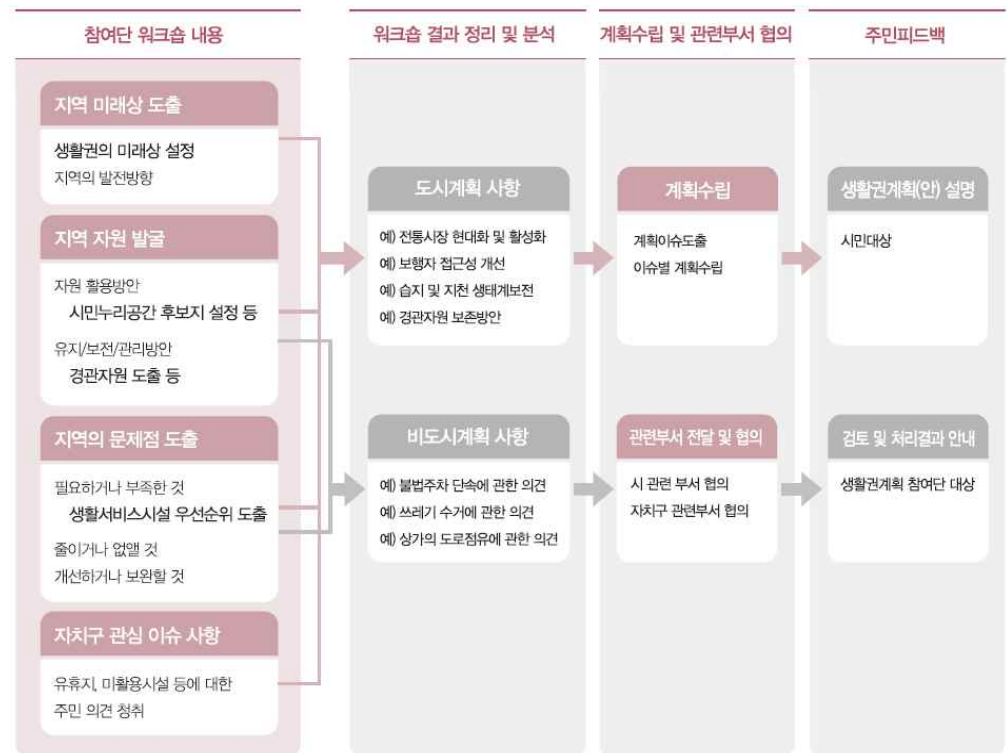 참여단 워크숍 내용
지역 미래상 도출
생활권의 미래상 설정
지역의 발전방향
지역 자원 발굴
자원 활용방안
시민누리공간 후보지 설정 등
유지/보전/관리방안
경관자원 도출 등
지역의 문제점 도출
필요하거나 부족한 것
생활서비스시설 우선순위 도출
줄이거나 없앨 것
개선하거나 보완할 것
자치구 관심 이슈 사항
유휴지, 미활용시설 등에 대한
주민 의견 청취
워크숍 결과 정리 및 분석
도시계획 사항
예) 전통시장 현대화 및 활성화
예) 보행자 접근성 개선
예) 습지 및 지천 생태계보전
예) 경관자원 보존방안
비도시계획 사항
예) 불법주차 단속에 관한 의견
예) 쓰레기 수거에 관한 의견
예) 상가의 도로점유에 관한 의견
계획수립 및 관련부서 협의
계획수립
계획이슈도출
이슈별 계획수립
관련부서 전달 및 협의
시 관련 부서 협의
자치구 관련부서 협의
주민피드백
생활권계획(안) 설명
시민대상
검토 및 처리결과 안내
생활권계획 참여단 대상